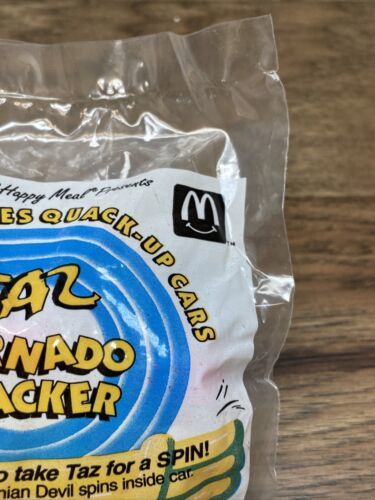 Happy Meal® Presents
ES QUACK-UP CARS
M
TM
TAZ
RNADO
ACKER
o take Taz for a SPIN!
nian Devil spins inside car.